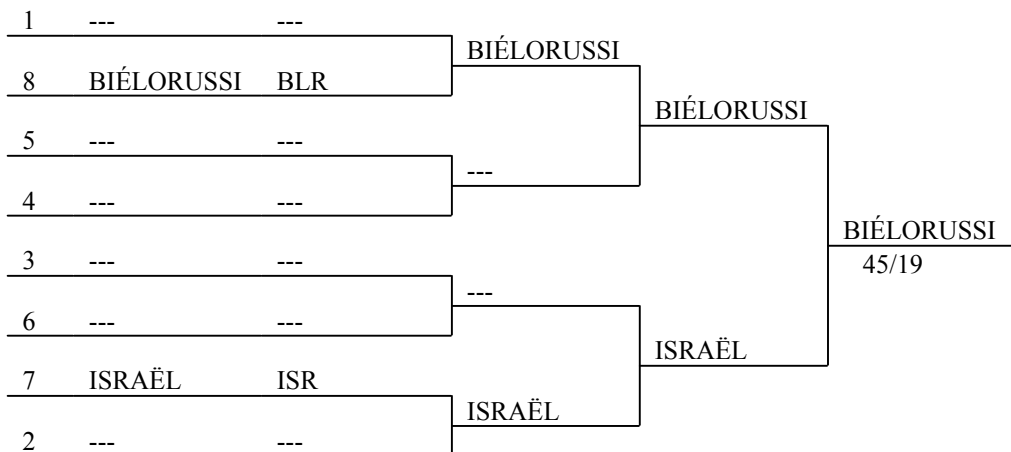 1 --- ---
BIÉLORUSSI
8 BIÉLORUSSI BLR
BIÉLORUSSI
5 --- ---
---
4 --- ---
BIÉLORUSSI
45/19
3 --- ---
---
6 --- ---
ISRAËL
7 ISRAËL ISR
ISRAËL
2 --- ---